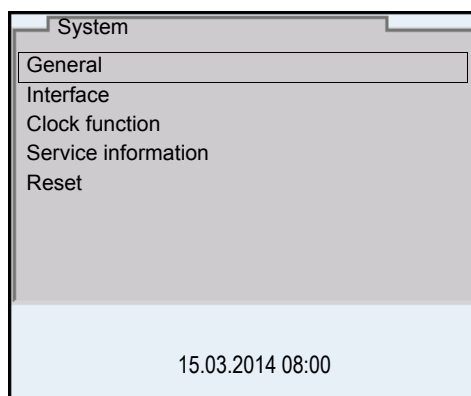 System
General
Interface
Clock function
Service information
Reset
15.03.2014 08:00